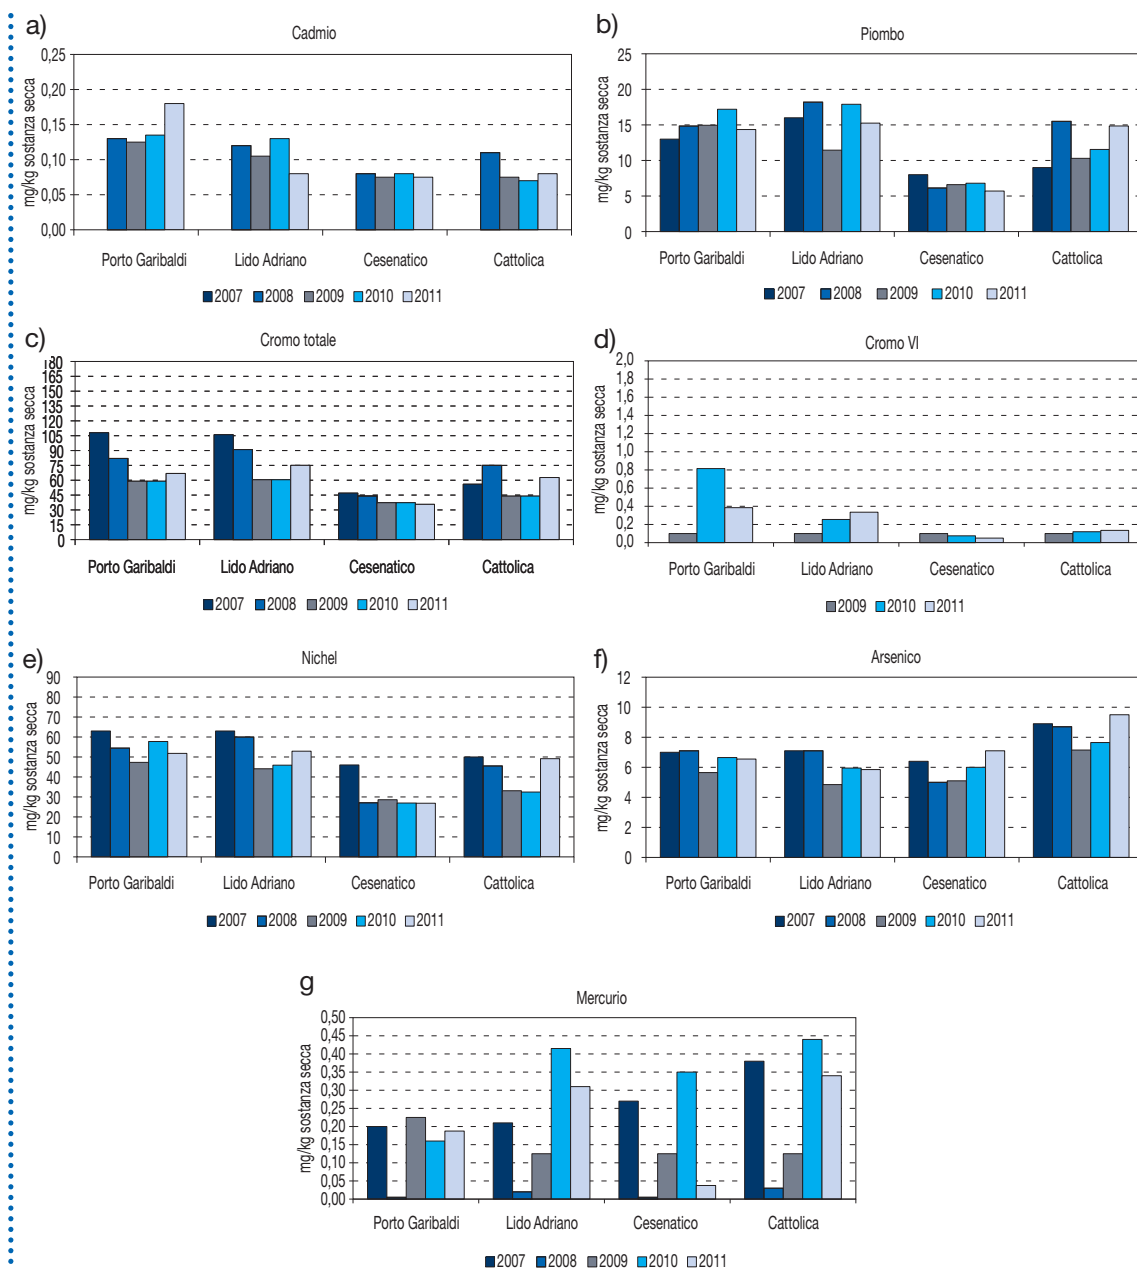 a)
Cadmio
mg/kg sostanza secca
0,25
0,20
0,15
0,10
0,05
0,00
Porto Garibaldi Lido Adriano Cesenatico Cattolica
2007 2008 2009 2010 2011
b)
Piombo
mg/kg sostanza secca
25
20
15
10
5
0
Porto Garibaldi Lido Adriano Cesenatico Cattolica
2007 2008 2009 2010 2011
c)
Cromo totale
mg/kg sostanza secca
180
165
150
135
120
105
90
75
60
45
30
15
0
Porto Garibaldi Lido Adriano Cesenatico Cattolica
2007 2008 2009 2010 2011
d)
Cromo VI
mg/kg sostanza secca
2,0
1,8
1,6
1,4
1,2
1,0
0,8
0,6
0,4
0,2
0,0
Porto Garibaldi Lido Adriano Cesenatico Cattolica
2009 2010 2011
e)
Nichel
mg/kg sostanza secca
90
80
70
60
50
40
30
20
10
0
Porto Garibaldi Lido Adriano Cesenatico Cattolica
2007 2008 2009 2010 2011
f)
Arsenico
mg/kg sostanza secca
12
10
8
6
4
2
0
Porto Garibaldi Lido Adriano Cesenatico Cattolica
2007 2008 2009 2010 2011
g
Mercurio
mg/kg sostanza secca
0,50
0,45
0,40
0,35
0,30
0,25
0,20
0,15
0,10
0,05
0,00
Porto Garibaldi Lido Adriano Cesenatico Cattolica
2007 2008 2009 2010 2011